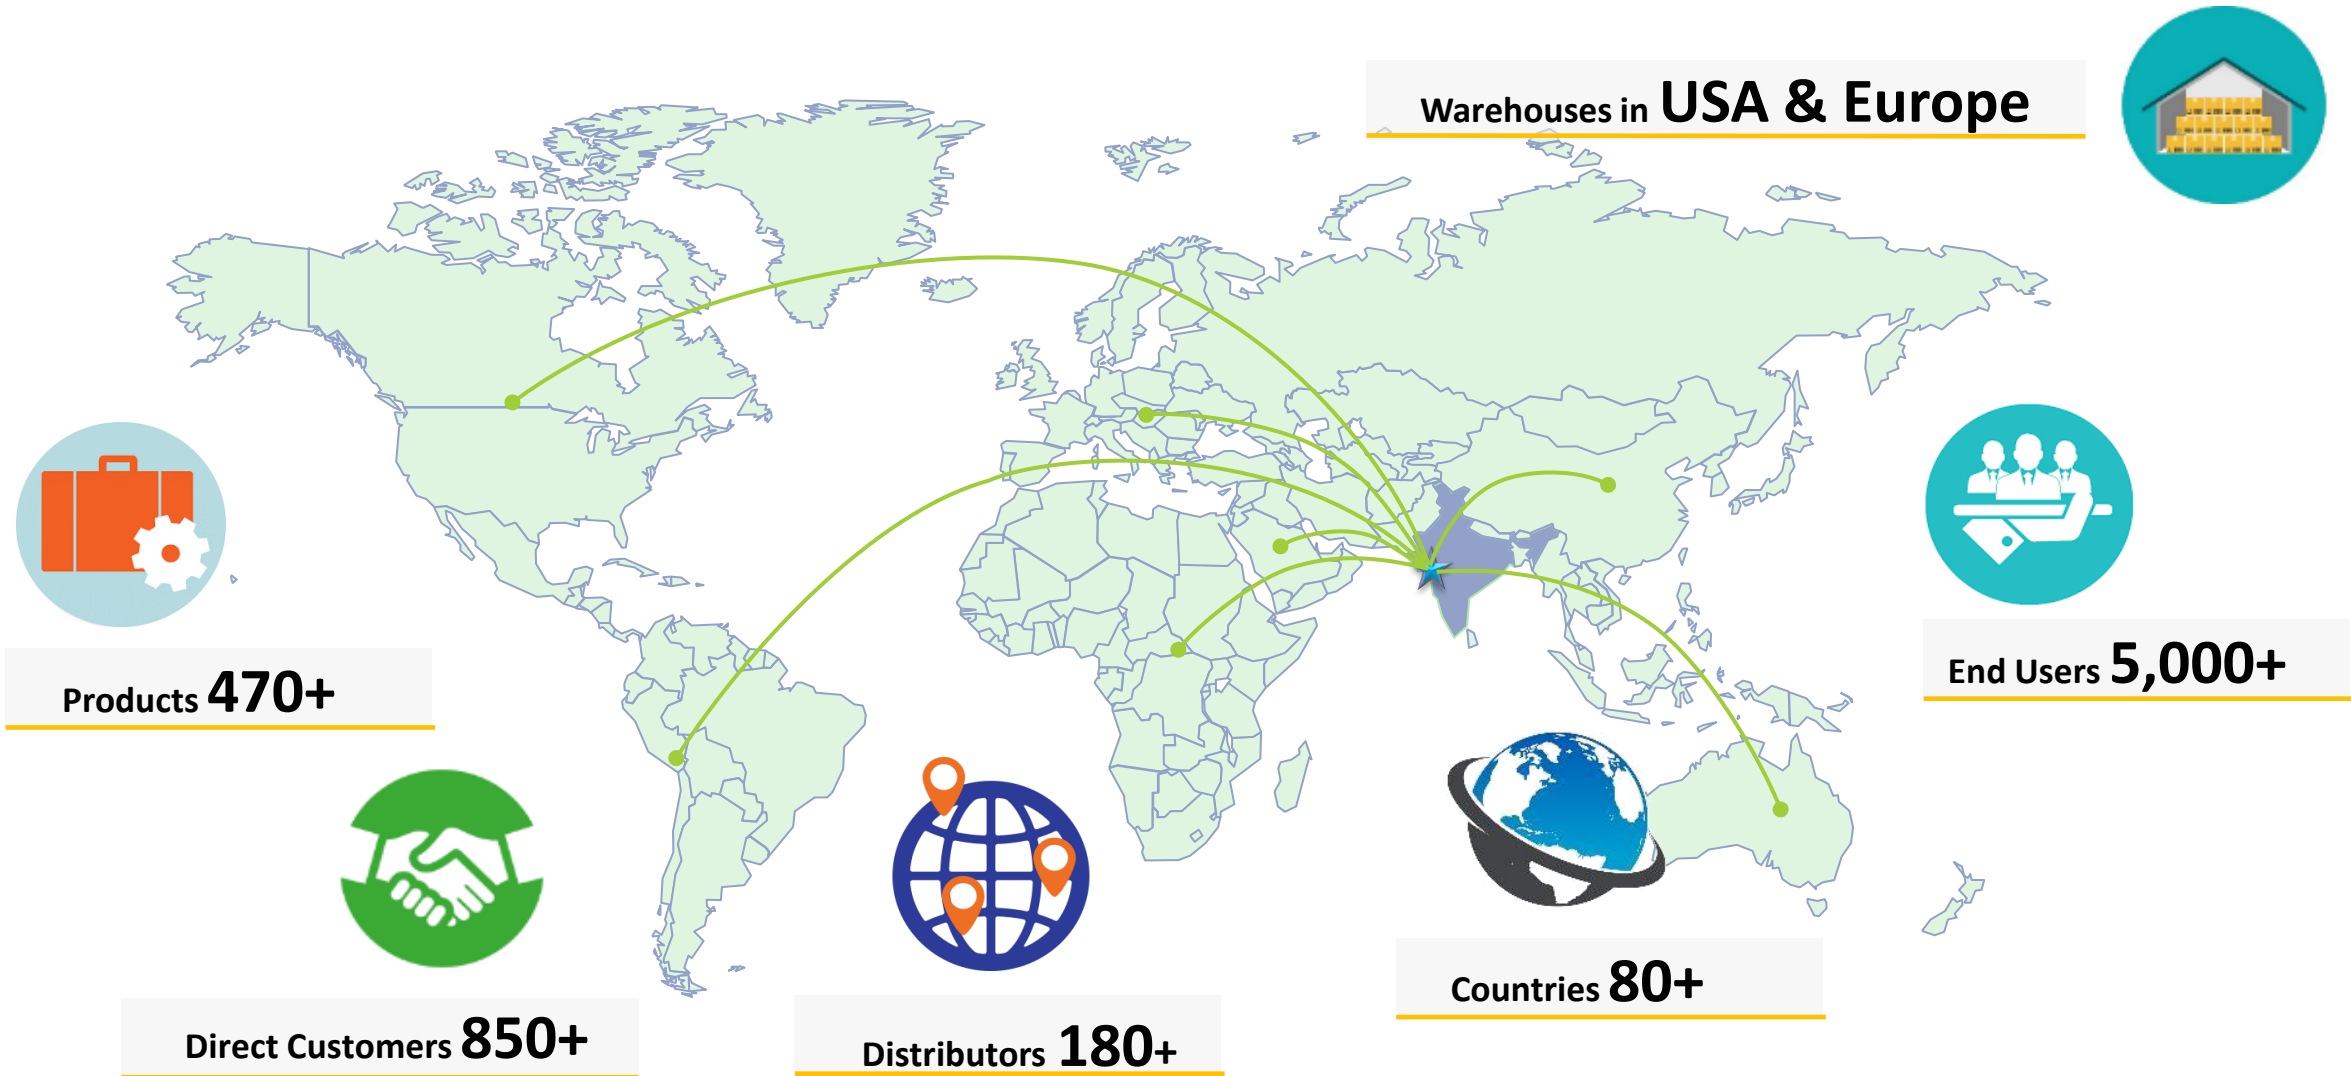 Warehouses in USA & Europe
Products 470+
End Users 5,000+
Direct Customers 850+
Distributors 180+
Countries 80+